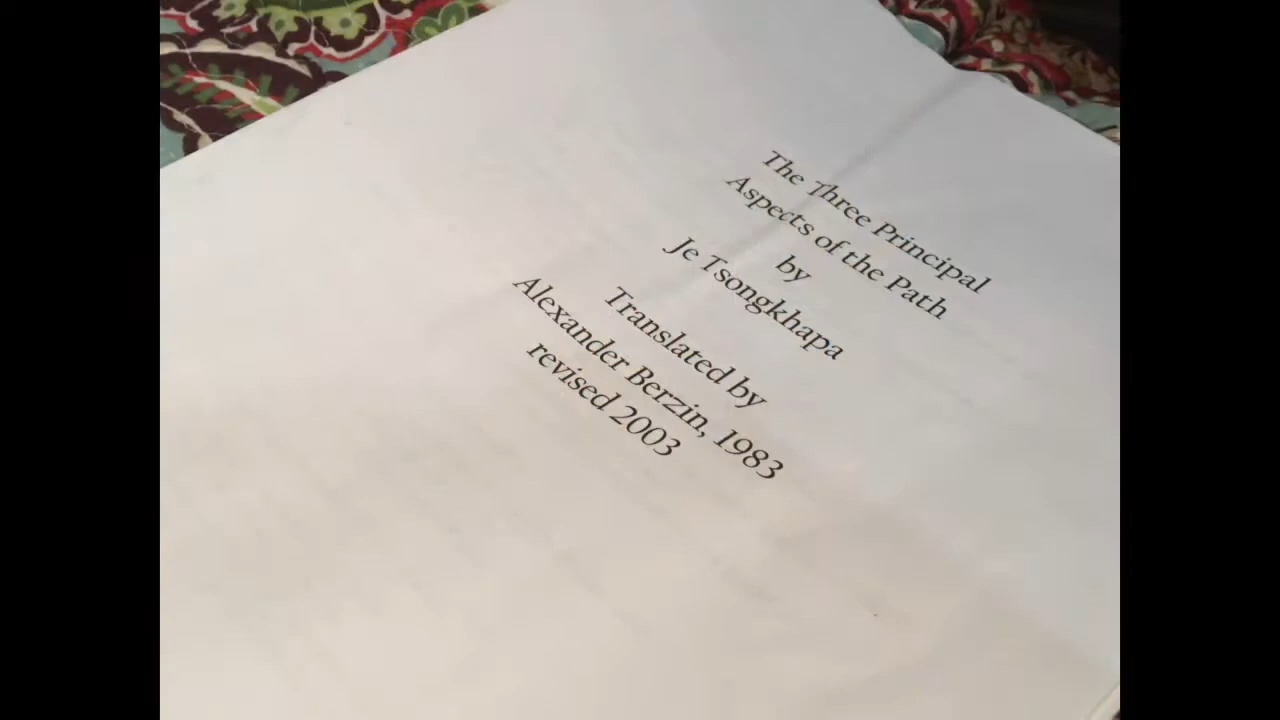 The Three Principal
Aspects of the Path
by
Je Tsongkhapa
Translated by
Alexander Berzin, 1983
revised 2003